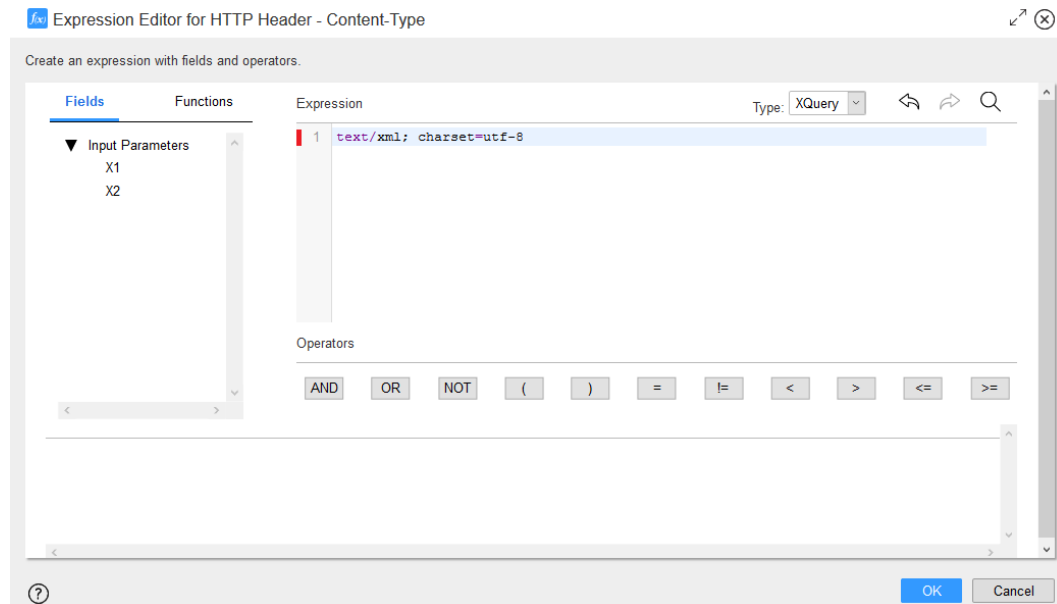 fxx Expression Editor for HTTP Header - Content-Type
Create an expression with fields and operators.
Fields Functions
Expression
Type: XQuery
Input Parameters
X1
X2
1 text/xml; charset=utf-8
Operators
AND OR NOT ( ) = != < > <= >=
?
OK Cancel